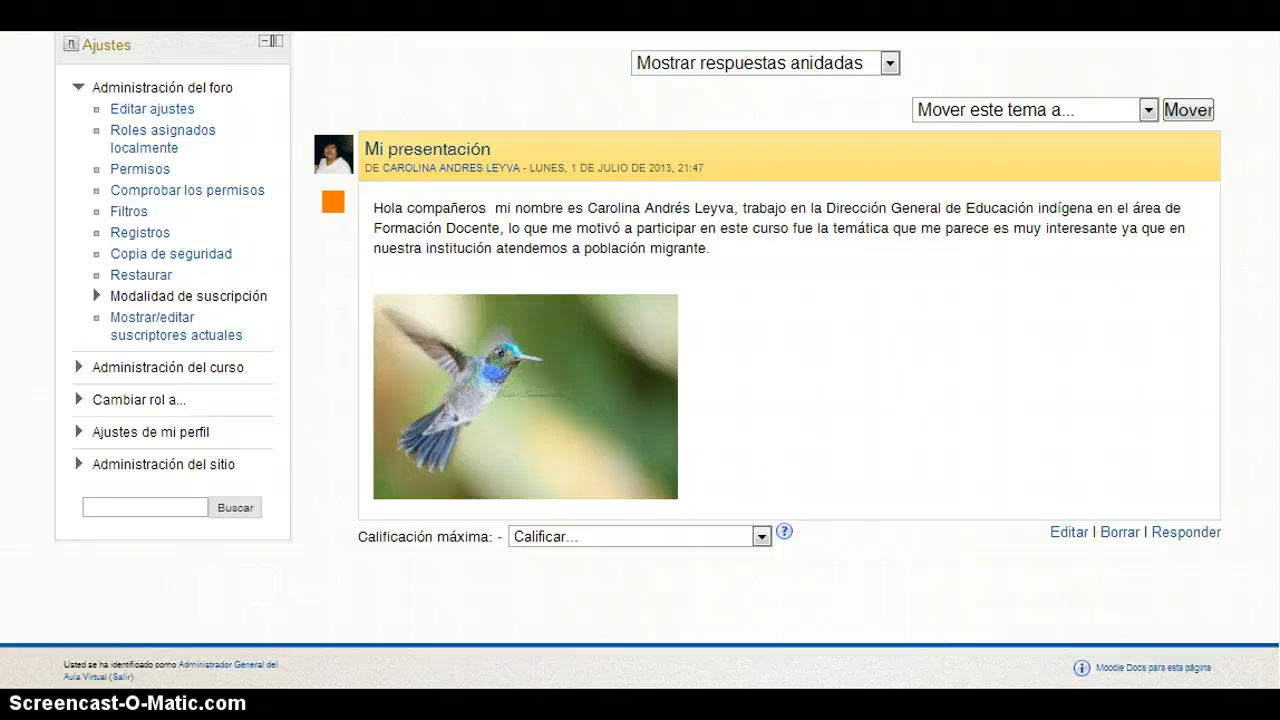 Ajustes
Administración del foro
Editar ajustes
Roles asignados
localmente
Permisos
Comprobar los permisos
Filtros
Registros
Copia de seguridad
Restaurar
Modalidad de suscripción
Mostrar/editar
suscriptores actuales
Administración del curso
Cambiar rol a...
Ajustes de mi perfil
Administración del sitio
Buscar
Mostrar respuestas anidadas
Mover este tema a... Mover
Mi presentación
DE CAROLINA ANDRES LEYVA - LUNES, 1 DE JULIO DE 2013, 21:47
Hola compañeros mi nombre es Carolina Andrés Leyva, trabajo en la Dirección General de Educación indígena en el área de
Formación Docente, lo que me motivó a participar en este curso fue la temática que me parece es muy interesante ya que en
nuestra institución atendemos a población migrante.
Calificación máxima: - Calificar... ?
Editar | Borrar | Responder
Usted se ha identificado como Administrador General del
Aula Virtual (Salir)
Moodle Docs para esta página
Screencast-O-Matic.com